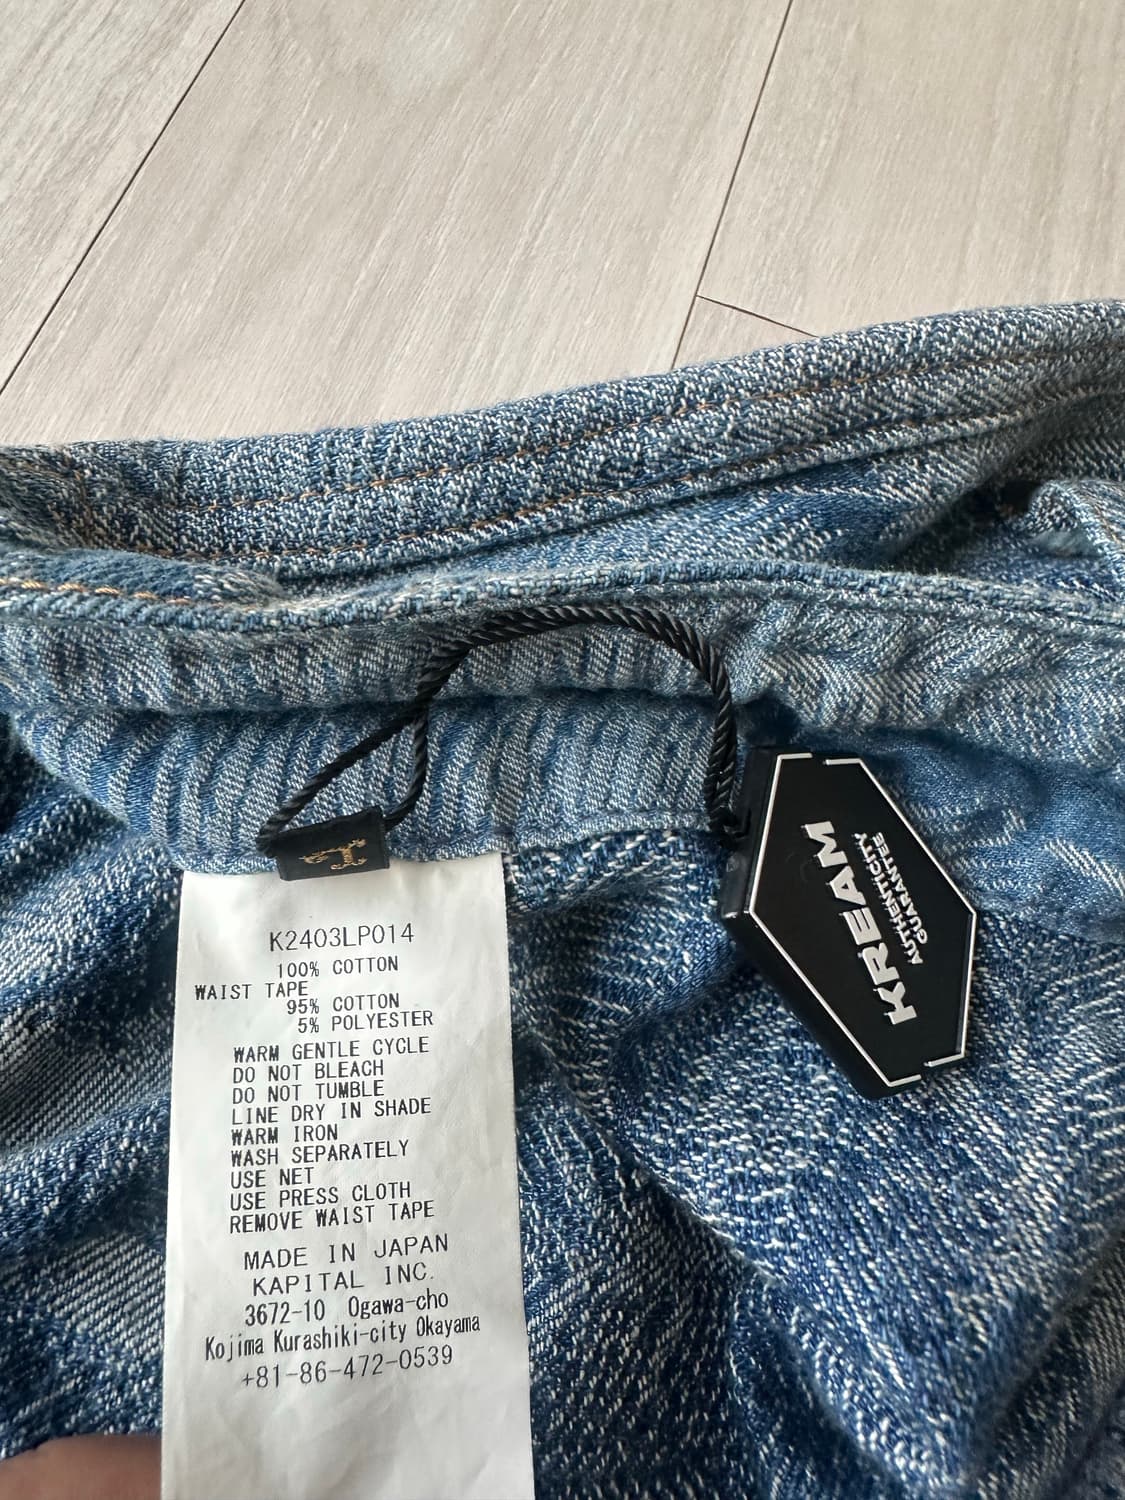 K2403LP014
100% COTTON
WAIST TAPE
95% COTTON
5% POLYESTER
WARM GENTLE CYCLE
DO NOT BLEACH
DO NOT TUMBLE
LINE DRY IN SHADE
WARM IRON
WASH SEPARATELY
USE NET
USE PRESS CLOTH
REMOVE WAIST TAPE
MADE IN JAPAN
KAPITAL INC.
3672-10 Ogawa-cho
Kojima Kurashiki-city Okayama
+81-86-472-0539
KREAM
AUTHENTICITY
GUARANTEE